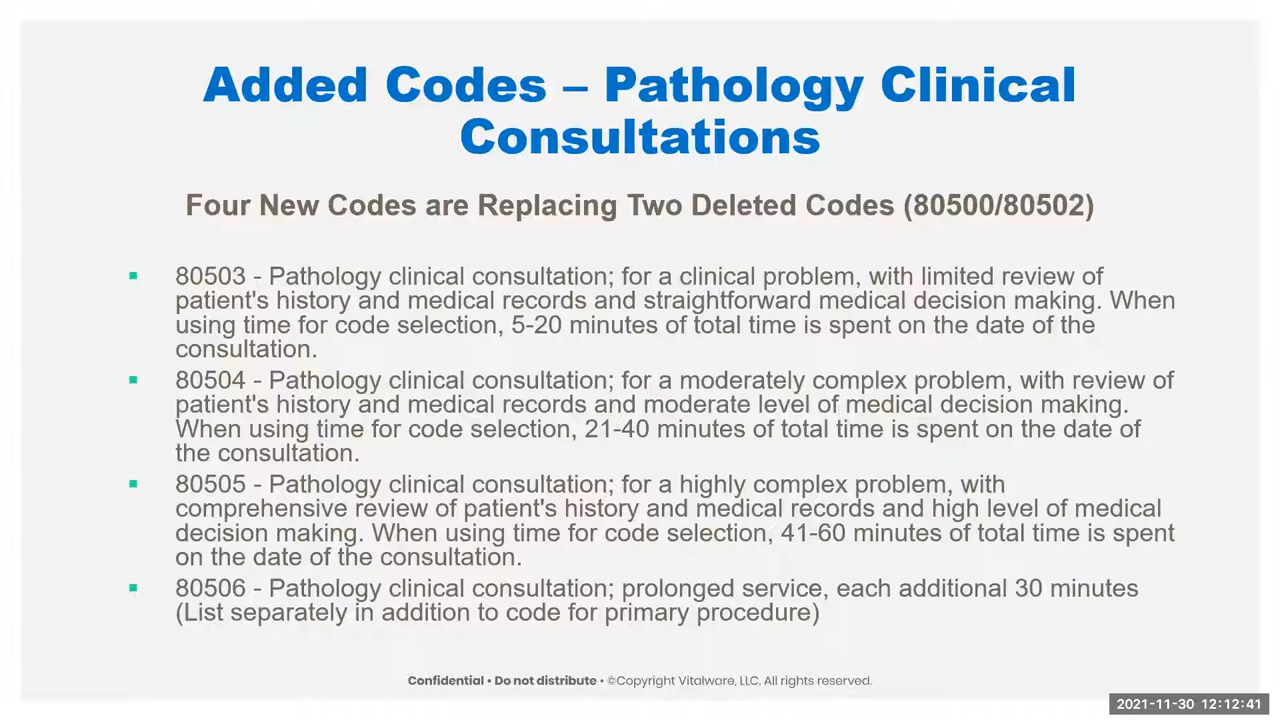 Added Codes – Pathology Clinical
Consultations
Four New Codes are Replacing Two Deleted Codes (80500/80502)
▪ 80503 - Pathology clinical consultation; for a clinical problem, with limited review of
patient's history and medical records and straightforward medical decision making. When
using time for code selection, 5-20 minutes of total time is spent on the date of the
consultation.
▪ 80504 - Pathology clinical consultation; for a moderately complex problem, with review of
patient's history and medical records and moderate level of medical decision making.
When using time for code selection, 21-40 minutes of total time is spent on the date of
the consultation.
▪ 80505 - Pathology clinical consultation; for a highly complex problem, with
comprehensive review of patient's history and medical records and high level of medical
decision making. When using time for code selection, 41-60 minutes of total time is spent
on the date of the consultation.
▪ 80506 - Pathology clinical consultation; prolonged service, each additional 30 minutes
(List separately in addition to code for primary procedure)
Confidential • Do not distribute • ©Copyright Vitalware, LLC. All rights reserved.
2021-11-30 12:12:41